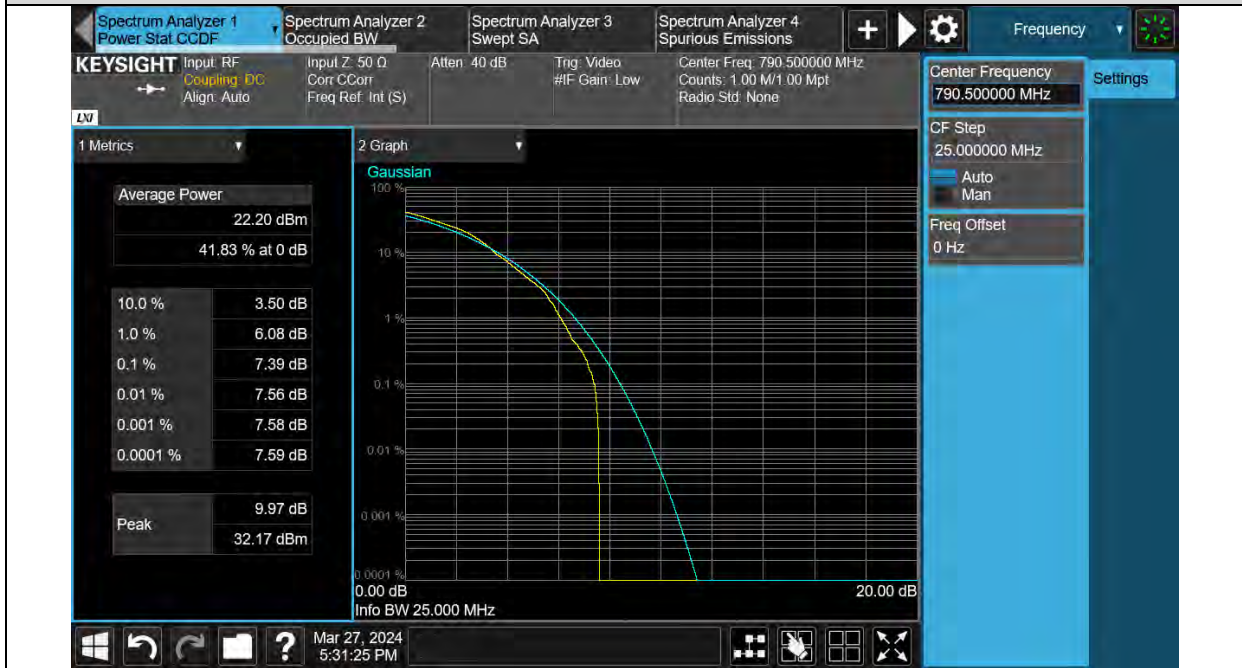 Spectrum Analyzer 1
Power Stat CCDF
Spectrum Analyzer 2
Occupied BW
Spectrum Analyzer 3
Swept SA
Spectrum Analyzer 4
Spurious Emissions
+
Frequency
KEYSIGHT
Input: RF
Coupling: DC
Align: Auto
Input Z: 50 Ω
Corr CCorr
Freq Ref: Int (S)
Atten: 40 dB
Trig: Video
#IF Gain: Low
Center Freq: 790.500000 MHz
Counts: 1.00 M/1.00 Mpt
Radio Std: None
LXI
Center Frequency
790.500000 MHz
Settings
CF Step
25.000000 MHz
Auto
Man
Freq Offset
0 Hz
1 Metrics
Average Power
22.20 dBm
41.83 % at 0 dB
10.0 % 3.50 dB
1.0 % 6.08 dB
0.1 % 7.39 dB
0.01 % 7.56 dB
0.001 % 7.58 dB
0.0001 % 7.59 dB
Peak
9.97 dB
32.17 dBm
2 Graph
Gaussian
100 %
10 %
1 %
0.1 %
0.01 %
0.001 %
0.0001 %
0.00 dB
20.00 dB
Info BW 25.000 MHz
?
Mar 27, 2024
5:31:25 PM